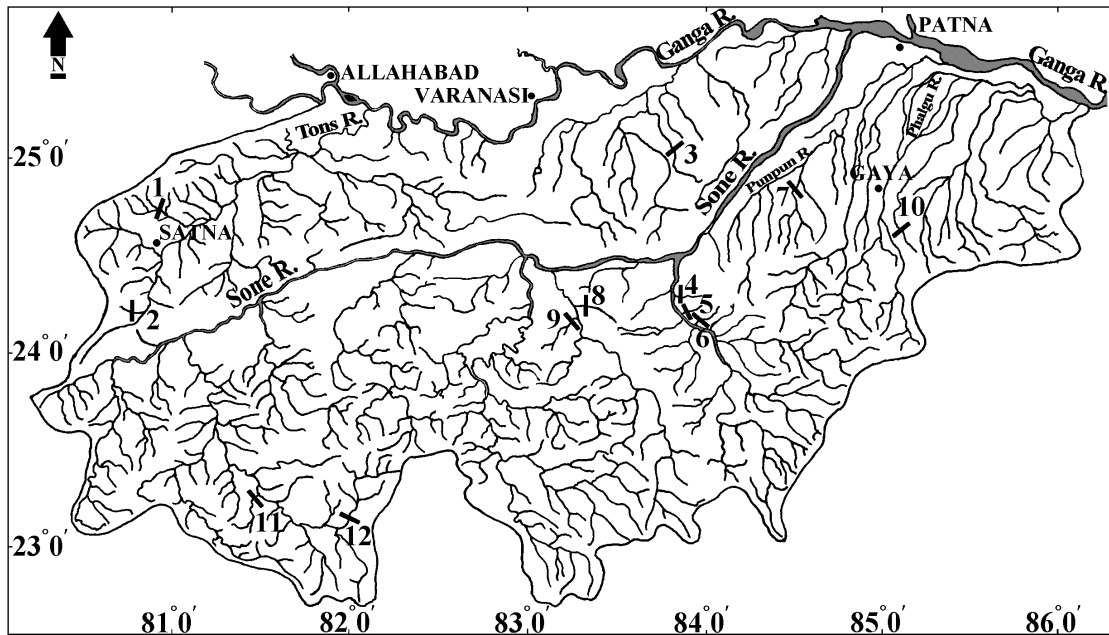 PATNA
Ganga R.
Ganga R.
N
ALLAHABAD
VARANASI
Tons R.
Phalgu R.
25°0'
3
Sone R.
Punpun R.
GAYA
1
7
10
SATNA
Sone R.
8
4
2
9
5
6
24°0'
11
12
23°0'
81°0'
82°0'
83°0'
84°0'
85°0'
86°0'